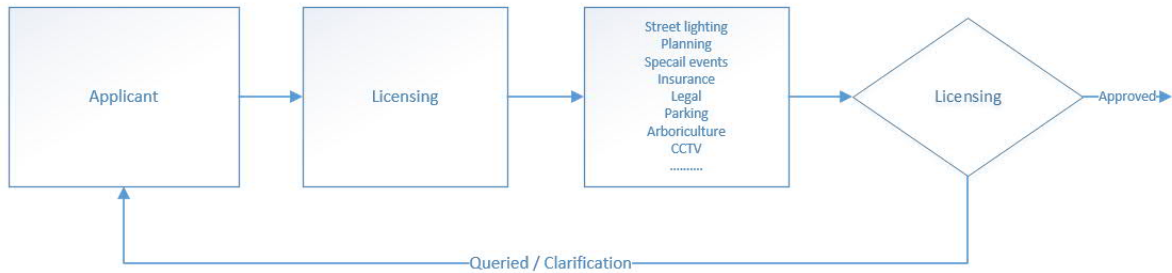 Applicant
Licensing
Street lighting
Planning
Specail events
Insurance
Legal
Parking
Arboriculture
CCTV
..........
Licensing
Approved
Queried / Clarification